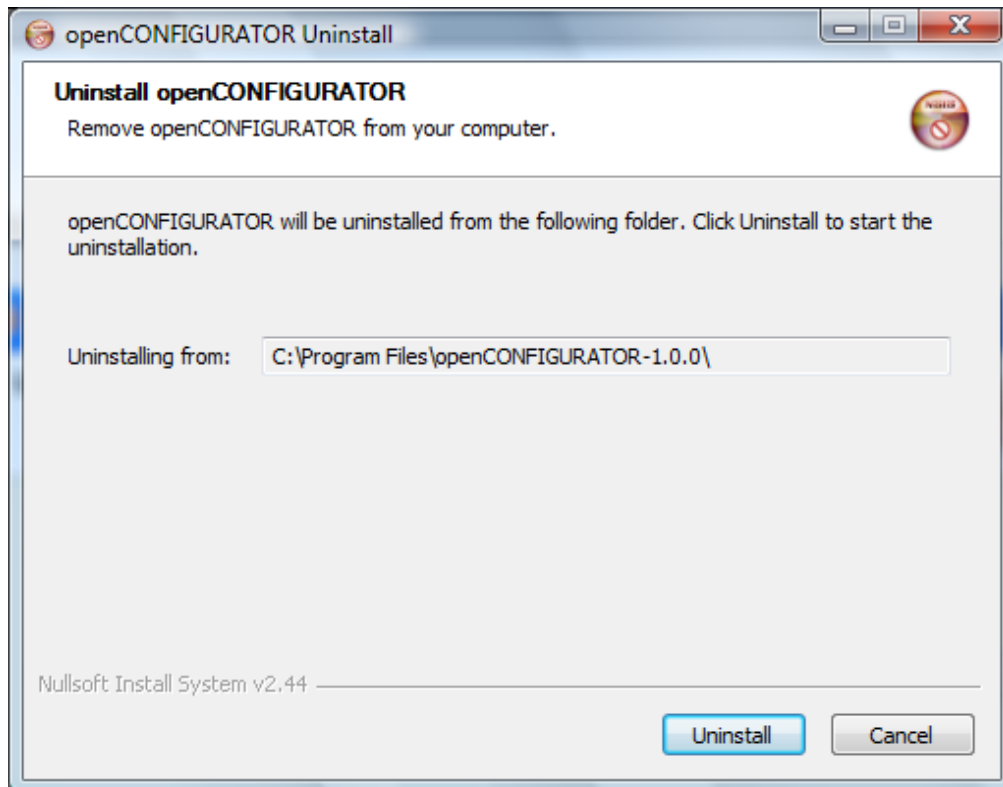 openCONFIGURATOR Uninstall
Uninstall openCONFIGURATOR
Remove openCONFIGURATOR from your computer.
openCONFIGURATOR will be uninstalled from the following folder. Click Uninstall to start the
uninstallation.
Uninstalling from: C:\Program Files\openCONFIGURATOR-1.0.0\
Nullsoft Install System v2.44
Uninstall Cancel